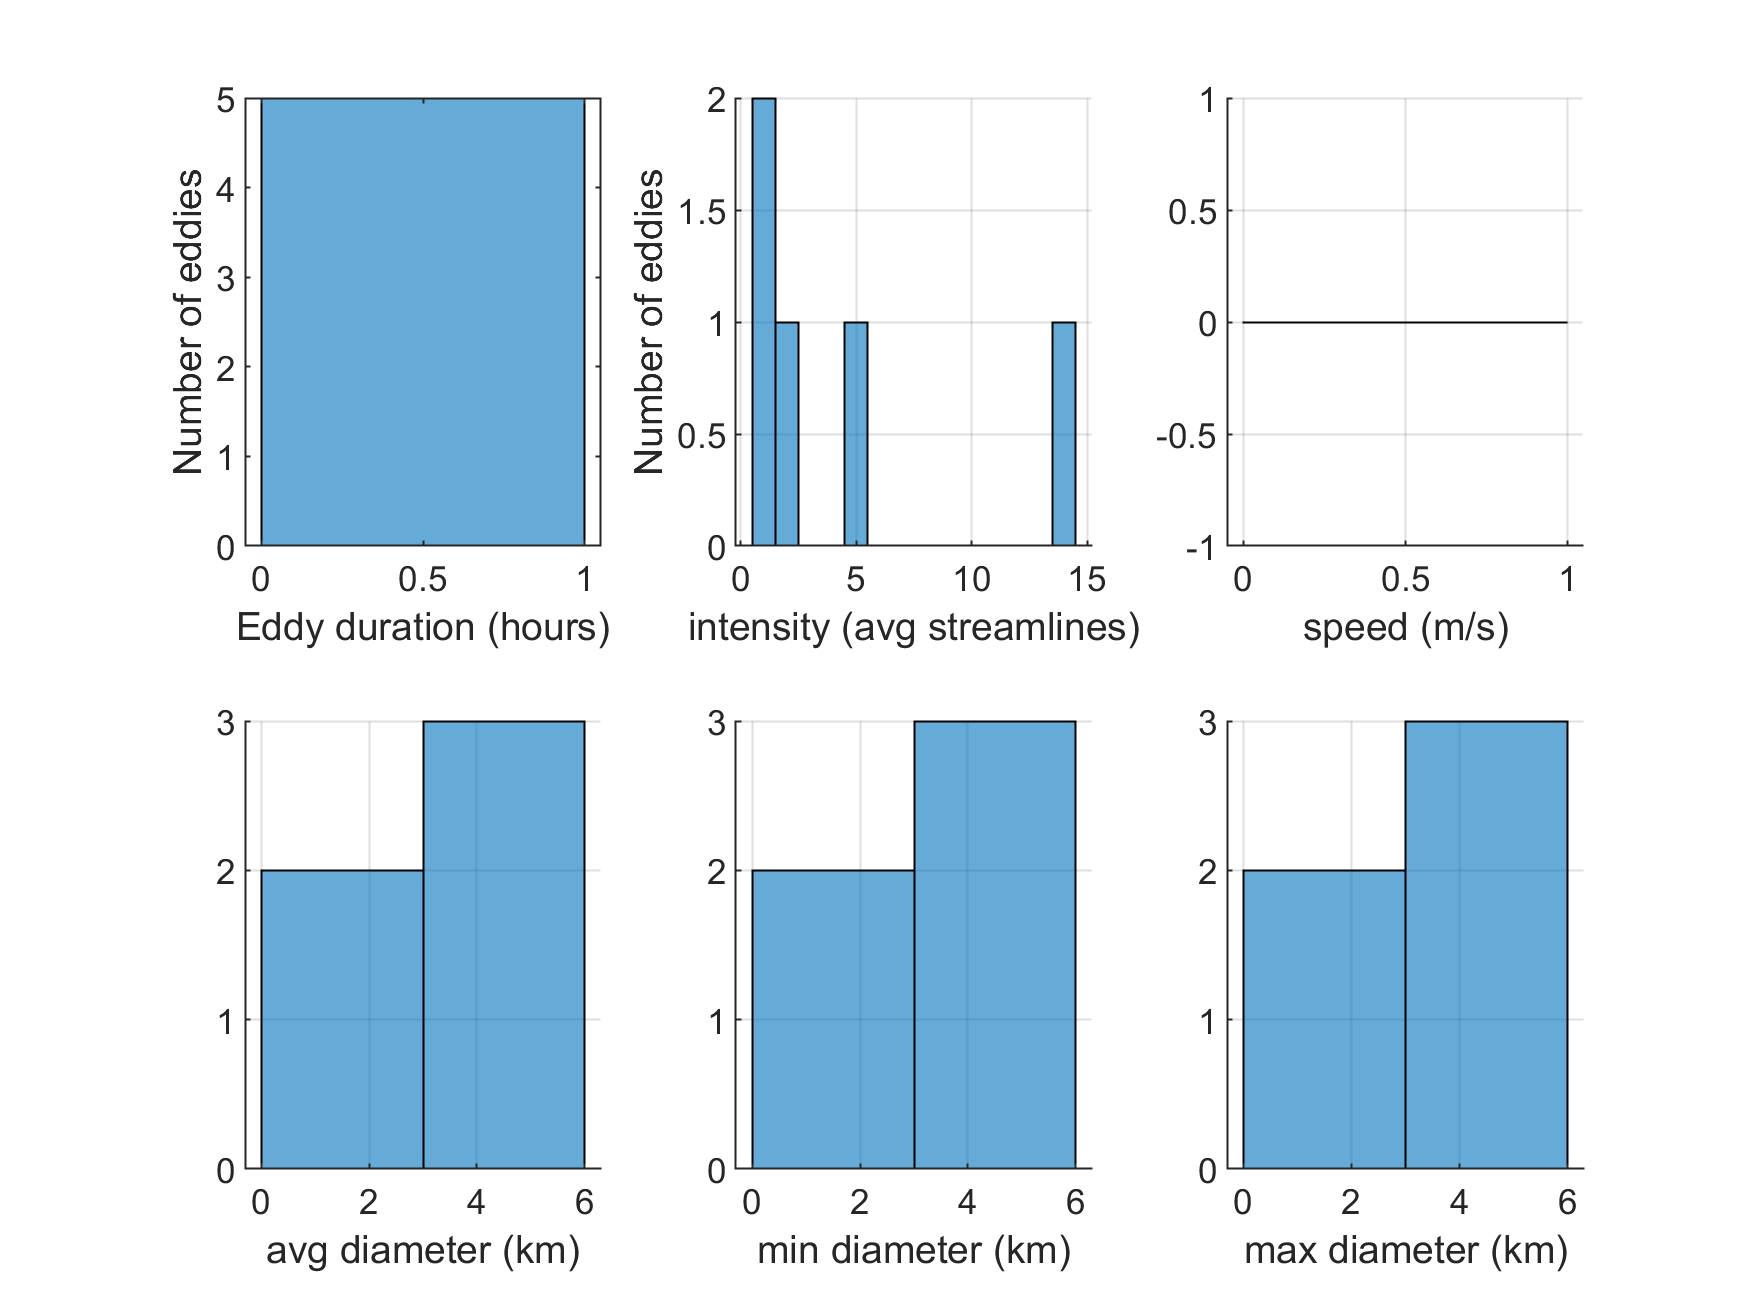 5
4
3
2
1
0
Number of eddies
0 0.5 1
Eddy duration (hours)
2
1.5
1
0.5
0
Number of eddies
0 5 10 15
intensity (avg streamlines)
1
0.5
0
-0.5
-1
0 0.5 1
speed (m/s)
3
2
1
0
0 2 4 6
avg diameter (km)
3
2
1
0
0 2 4 6
min diameter (km)
3
2
1
0
0 2 4 6
max diameter (km)